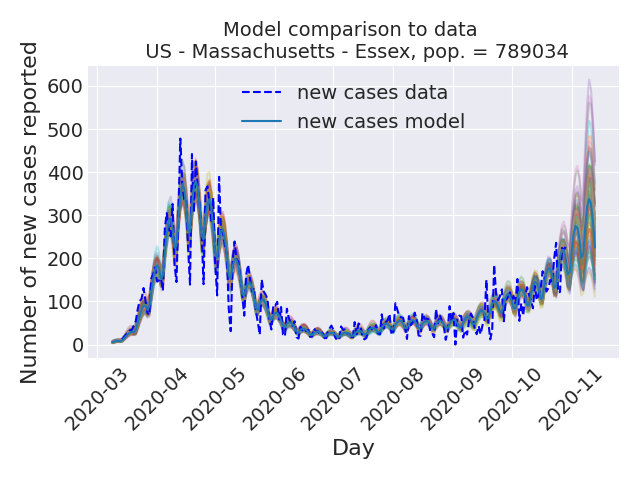 Model comparison to data
US - Massachusetts - Essex, pop. = 789034
Number of new cases reported
600
500
400
300
200
100
0
new cases data
new cases model
2020-03
2020-04
2020-05
2020-06
2020-07
2020-08
2020-09
2020-10
2020-11
Day